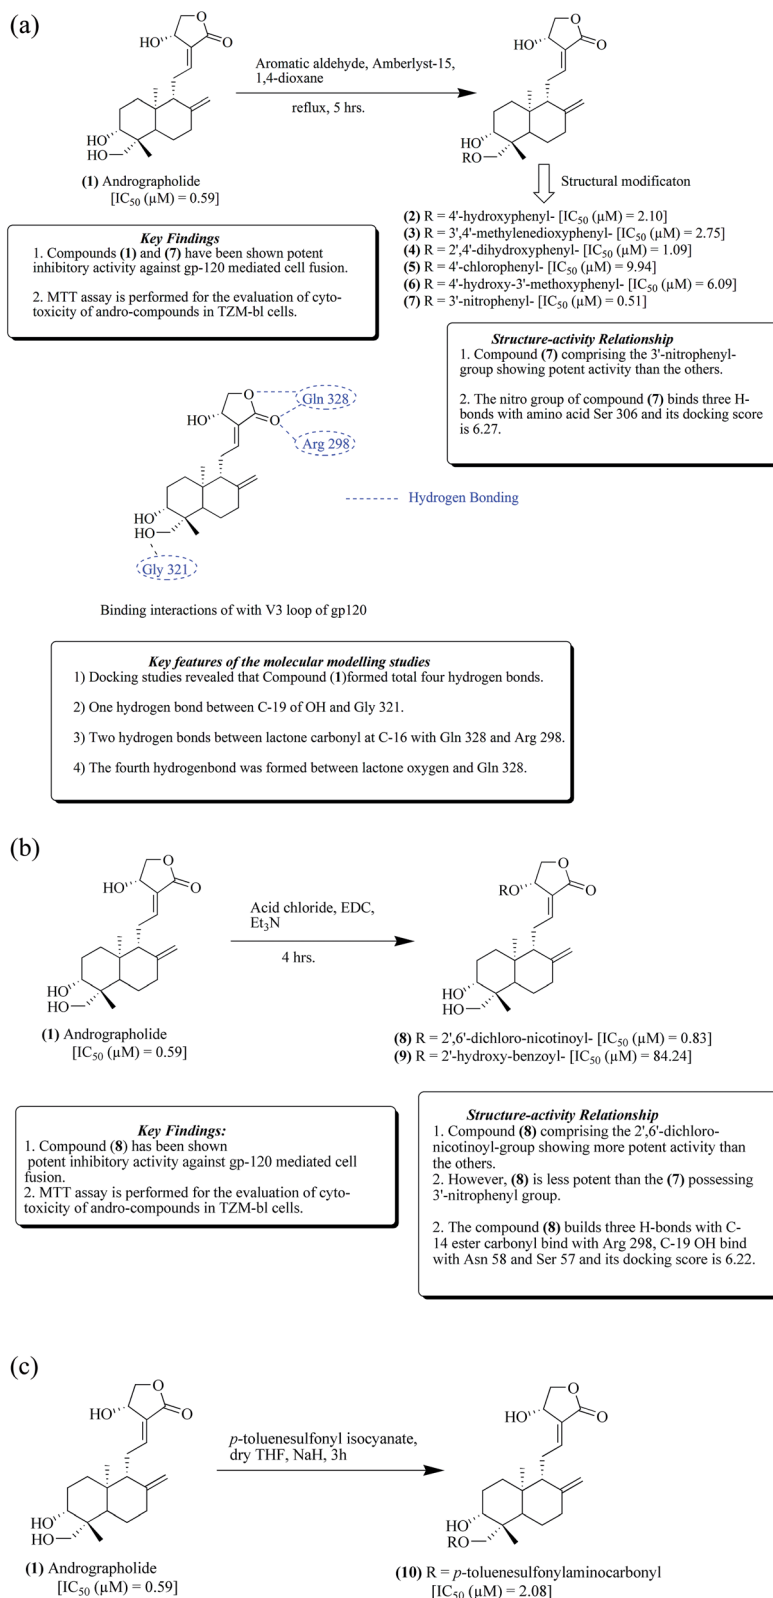 (a)
O
HO
O
HO
HO
(1) Andrographolide
[IC50 (µM) = 0.59]
Aromatic aldehyde, Amberlyst-15,
1,4-dioxane
reflux, 5 hrs.
O
HO
O
HO
RO
Structural modificaton
(2) R = 4'-hydroxyphenyl- [IC50 (µM) = 2.10]
(3) R = 3',4'-methylenedioxyphenyl- [IC50 (µM) = 2.75]
(4) R = 2',4'-dihydroxyphenyl- [IC50 (µM) = 1.09]
(5) R = 4'-chlorophenyl- [IC50 (µM) = 9.94]
(6) R = 4'-hydroxy-3'-methoxyphenyl- [IC50 (µM) = 6.09]
(7) R = 3'-nitrophenyl- [IC50 (µM) = 0.51]
Key Findings
1. Compounds (1) and (7) have been shown potent
inhibitory activity against gp-120 mediated cell fusion.
2. MTT assay is performed for the evaluation of cyto-
toxicity of andro-compounds in TZM-bl cells.
Structure-activity Relationship
1. Compound (7) comprising the 3'-nitrophenyl-
group showing potent activity than the others.
2. The nitro group of compound (7) binds three H-
bonds with amino acid Ser 306 and its docking score
is 6.27.
O
HO
O
Gln 328
Arg 298
HO
HO
Gly 321
Hydrogen Bonding
Binding interactions of with V3 loop of gp120
Key features of the molecular modelling studies
1) Docking studies revealed that Compound (1)formed total four hydrogen bonds.
2) One hydrogen bond between C-19 of OH and Gly 321.
3) Two hydrogen bonds between lactone carbonyl at C-16 with Gln 328 and Arg 298.
4) The fourth hydrogenbond was formed between lactone oxygen and Gln 328.
(b)
O
HO
O
HO
HO
(1) Andrographolide
[IC50 (µM) = 0.59]
Acid chloride, EDC,
Et3N
4 hrs.
O
RO
O
HO
HO
(8) R = 2',6'-dichloro-nicotinoyl- [IC50 (µM) = 0.83]
(9) R = 2'-hydroxy-benzoyl- [IC50 (µM) = 84.24]
Key Findings:
1. Compound (8) has been shown
potent inhibitory activity against gp-120 mediated cell
fusion.
2. MTT assay is performed for the evaluation of cyto-
toxicity of andro-compounds in TZM-bl cells.
Structure-activity Relationship
1. Compound (8) comprising the 2',6'-dichloro-
nicotinoyl-group showing more potent activity than
the others.
2. However, (8) is less potent than the (7) possessing
3'-nitrophenyl group.
2. The compound (8) builds three H-bonds with C-
14 ester carbonyl bind with Arg 298, C-19 OH bind
with Asn 58 and Ser 57 and its docking score is 6.22.
(c)
O
HO
O
HO
HO
(1) Andrographolide
[IC50 (µM) = 0.59]
p-toluenesulfonyl isocyanate,
dry THF, NaH, 3h
O
HO
O
HO
RO
(10) R = p-toluenesulfonylaminocarbonyl
[IC50 (µM) = 2.08]